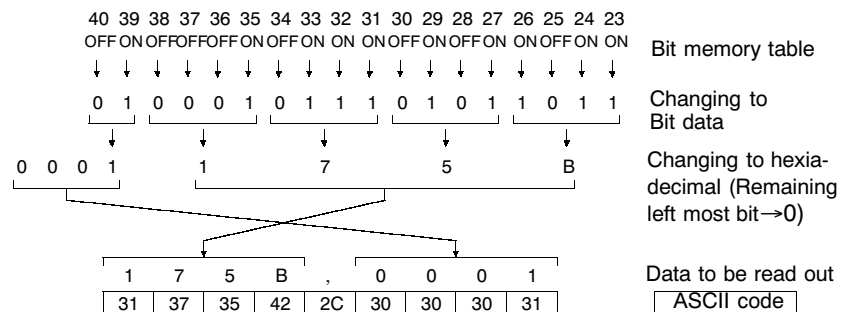 40 39 38 37 36 35 34 33 32 31 30 29 28 27 26 25 24 23
OFF ON OFF OFF OFF ON OFF ON ON ON OFF ON OFF ON ON OFF ON ON
Bit memory table
0 1 0 0 0 1 0 1 1 1 0 1 0 1 1 0 1 1
Changing to
Bit data
0 0 0 1 1 7 5 B
Changing to hexia-
decimal (Remaining
left most bit→0)
1 7 5 B , 0 0 0 1
Data to be read out
31 37 35 42 2C 30 30 30 31
ASCII code